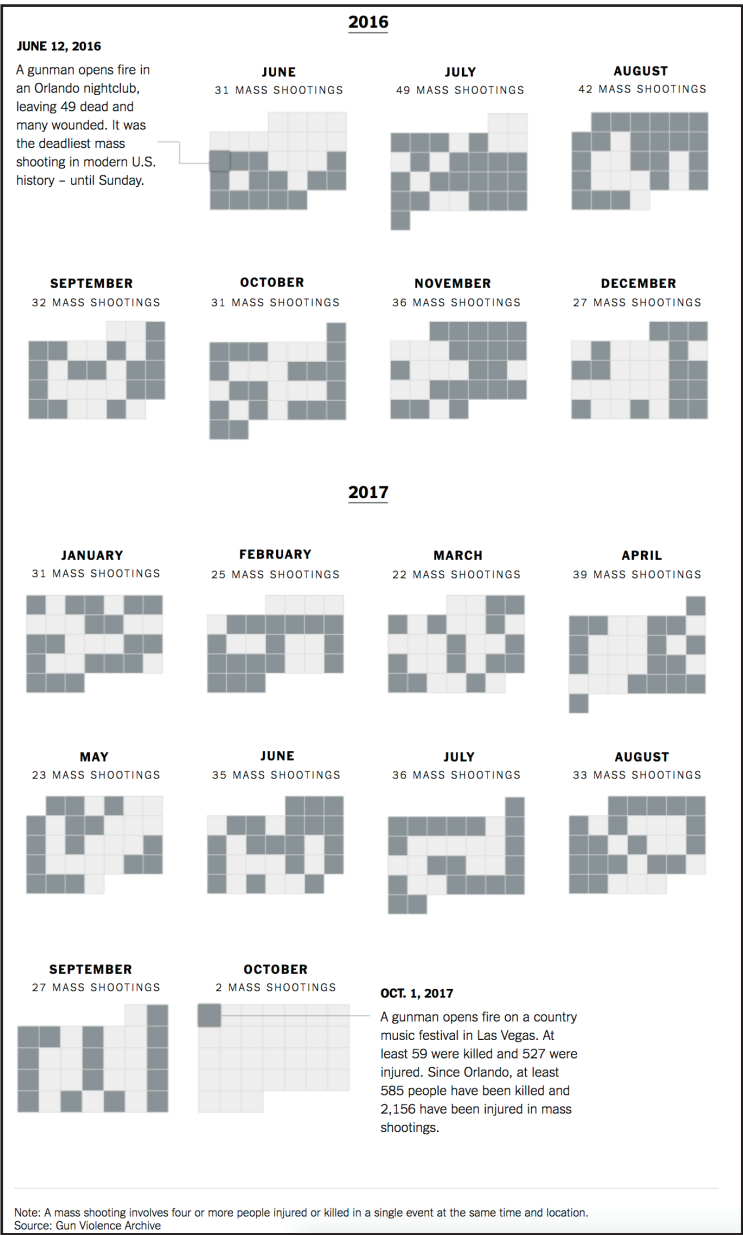 2016
JUNE 12, 2016
A gunman opens fire in
an Orlando nightclub,
leaving 49 dead and
many wounded. It was
the deadliest mass
shooting in modern U.S.
history – until Sunday.
JUNE
31 MASS SHOOTINGS
JULY
49 MASS SHOOTINGS
AUGUST
42 MASS SHOOTINGS
SEPTEMBER
32 MASS SHOOTINGS
OCTOBER
31 MASS SHOOTINGS
NOVEMBER
36 MASS SHOOTINGS
DECEMBER
27 MASS SHOOTINGS
2017
JANUARY
31 MASS SHOOTINGS
FEBRUARY
25 MASS SHOOTINGS
MARCH
22 MASS SHOOTINGS
APRIL
39 MASS SHOOTINGS
MAY
23 MASS SHOOTINGS
JUNE
35 MASS SHOOTINGS
JULY
36 MASS SHOOTINGS
AUGUST
33 MASS SHOOTINGS
SEPTEMBER
27 MASS SHOOTINGS
OCTOBER
2 MASS SHOOTINGS
OCT. 1, 2017
A gunman opens fire on a country
music festival in Las Vegas. At
least 59 were killed and 527 were
injured. Since Orlando, at least
585 people have been killed and
2,156 have been injured in mass
shootings.
Note: A mass shooting involves four or more people injured or killed in a single event at the same time and location.
Source: Gun Violence Archive